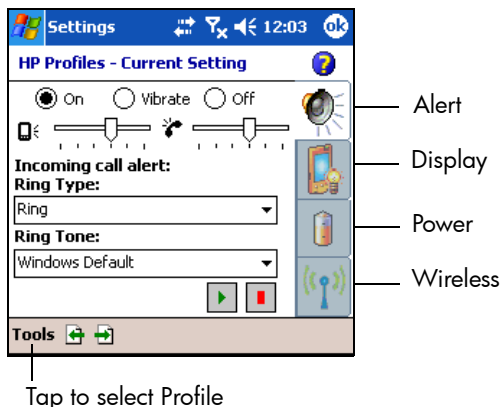 Settings 12:03 ok
HP Profiles - Current Setting
On Vibrate Off
Incoming call alert:
Ring Type:
Ring
Ring Tone:
Windows Default
Tools
Alert
Display
Power
Wireless
Tap to select Profile